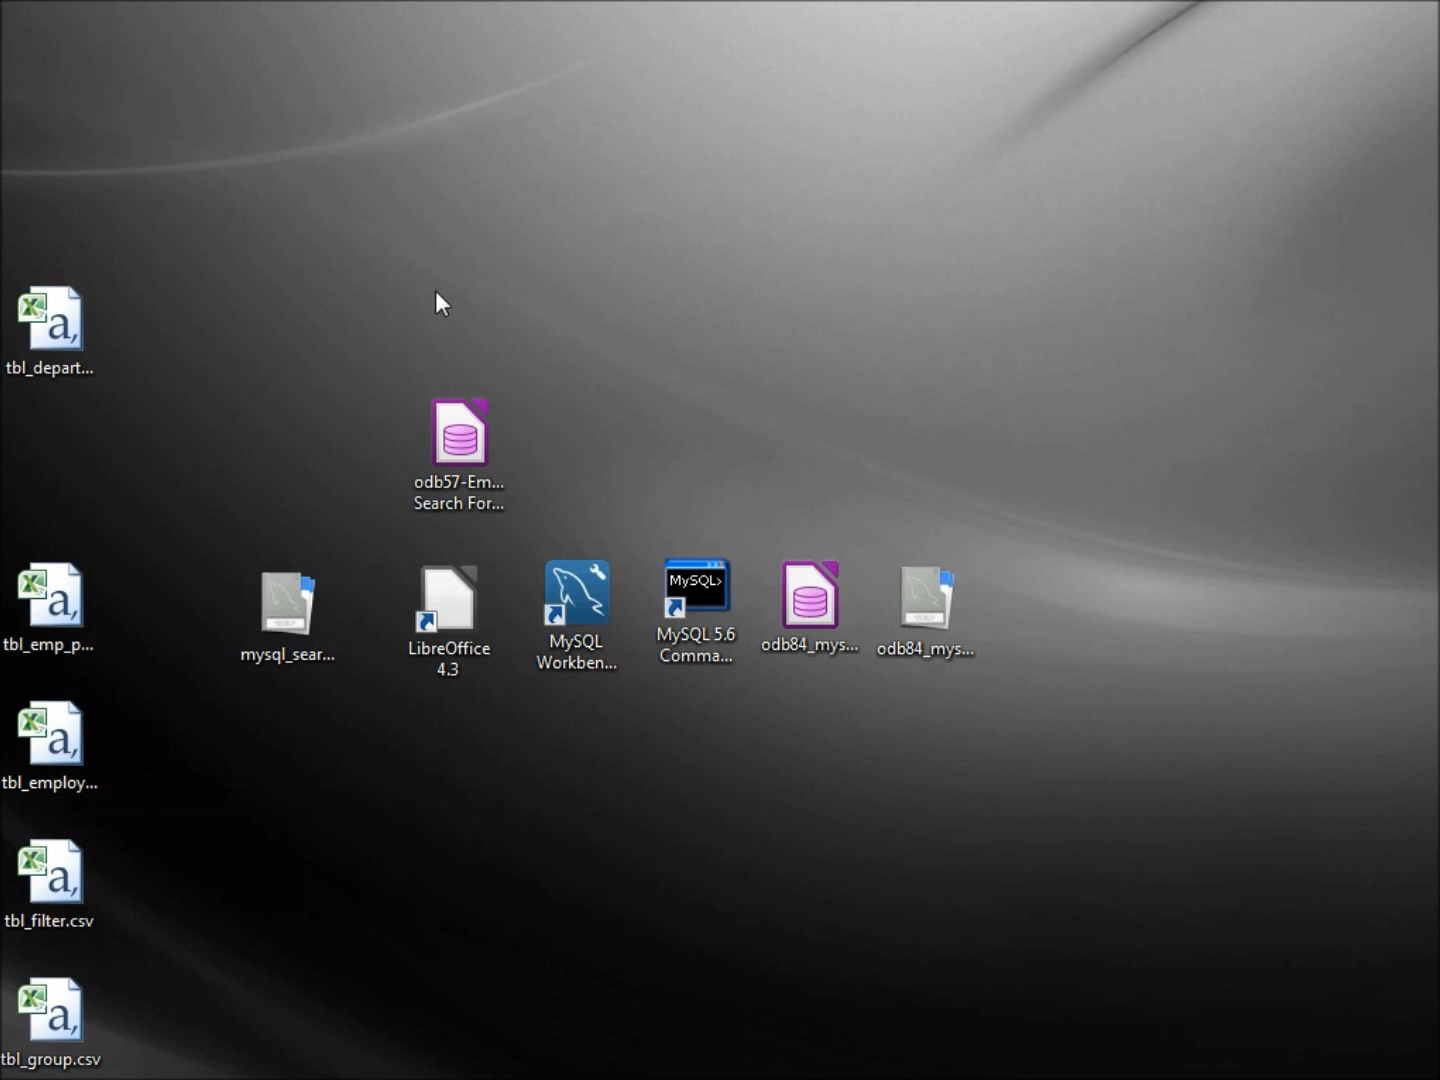 tbl_depart...
odb57-Em...
Search For...
tbl_emp_p...
mysql_sear...
LibreOffice
4.3
MySQL
Workben...
MySQL>
MySQL 5.6
Comma...
odb84_mys...
odb84_mys...
tbl_employ...
tbl_filter.csv
tbl_group.csv